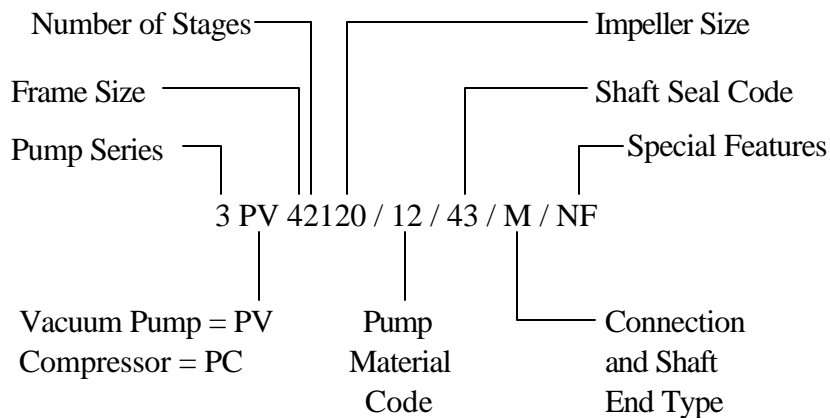 Number of Stages
Impeller Size
Frame Size
Shaft Seal Code
Pump Series
Special Features
3 PV 42120 / 12 / 43 / M / NF
Vacuum Pump = PV
Compressor = PC
Pump
Material
Code
Connection
and Shaft
End Type